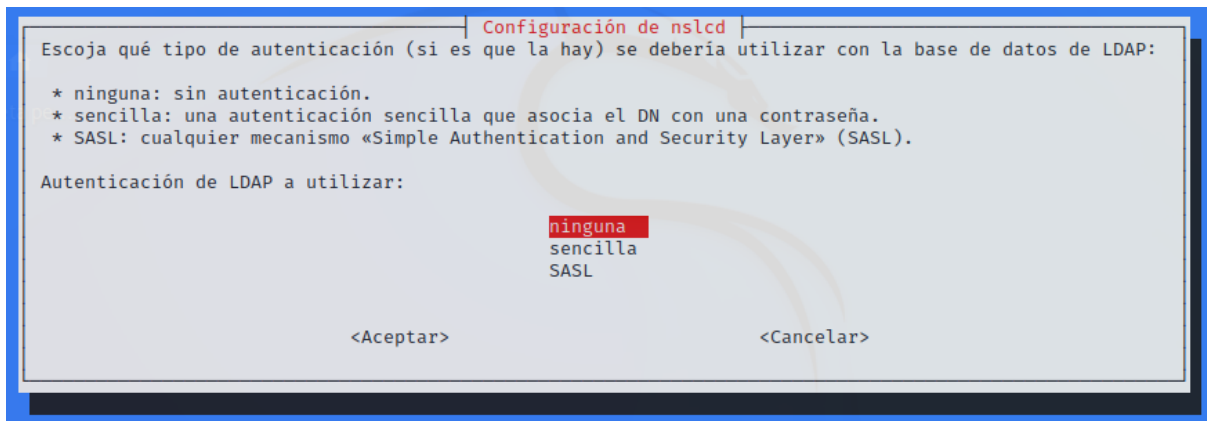 Configuración de nslcd
Escoja qué tipo de autenticación (si es que la hay) se debería utilizar con la base de datos de LDAP:
* ninguna: sin autenticación.
* sencilla: una autenticación sencilla que asocia el DN con una contraseña.
* SASL: cualquier mecanismo «Simple Authentication and Security Layer» (SASL).
Autenticación de LDAP a utilizar:
ninguna
sencilla
SASL
<Aceptar> <Cancelar>